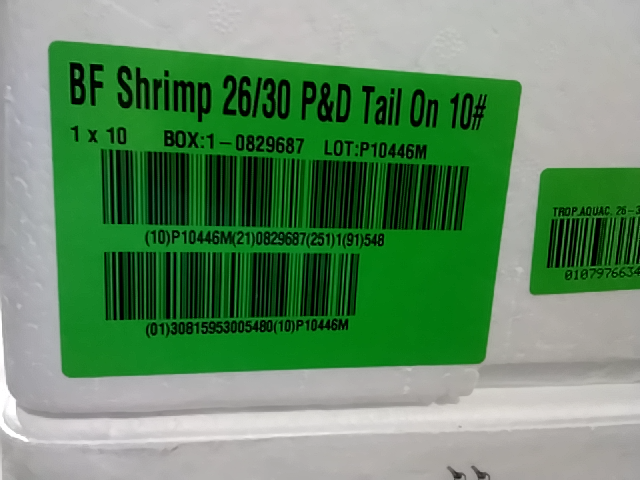 BF Shrimp 26/30 P&D Tail On 10#
1 x 10 BOX:1-0829687 LOT:P10446M
(10)P10446M(21)0829687(251)1(91)548
(01)30815953005480(10)P10446M
TROP.AQUAC. 26-3
0107976634